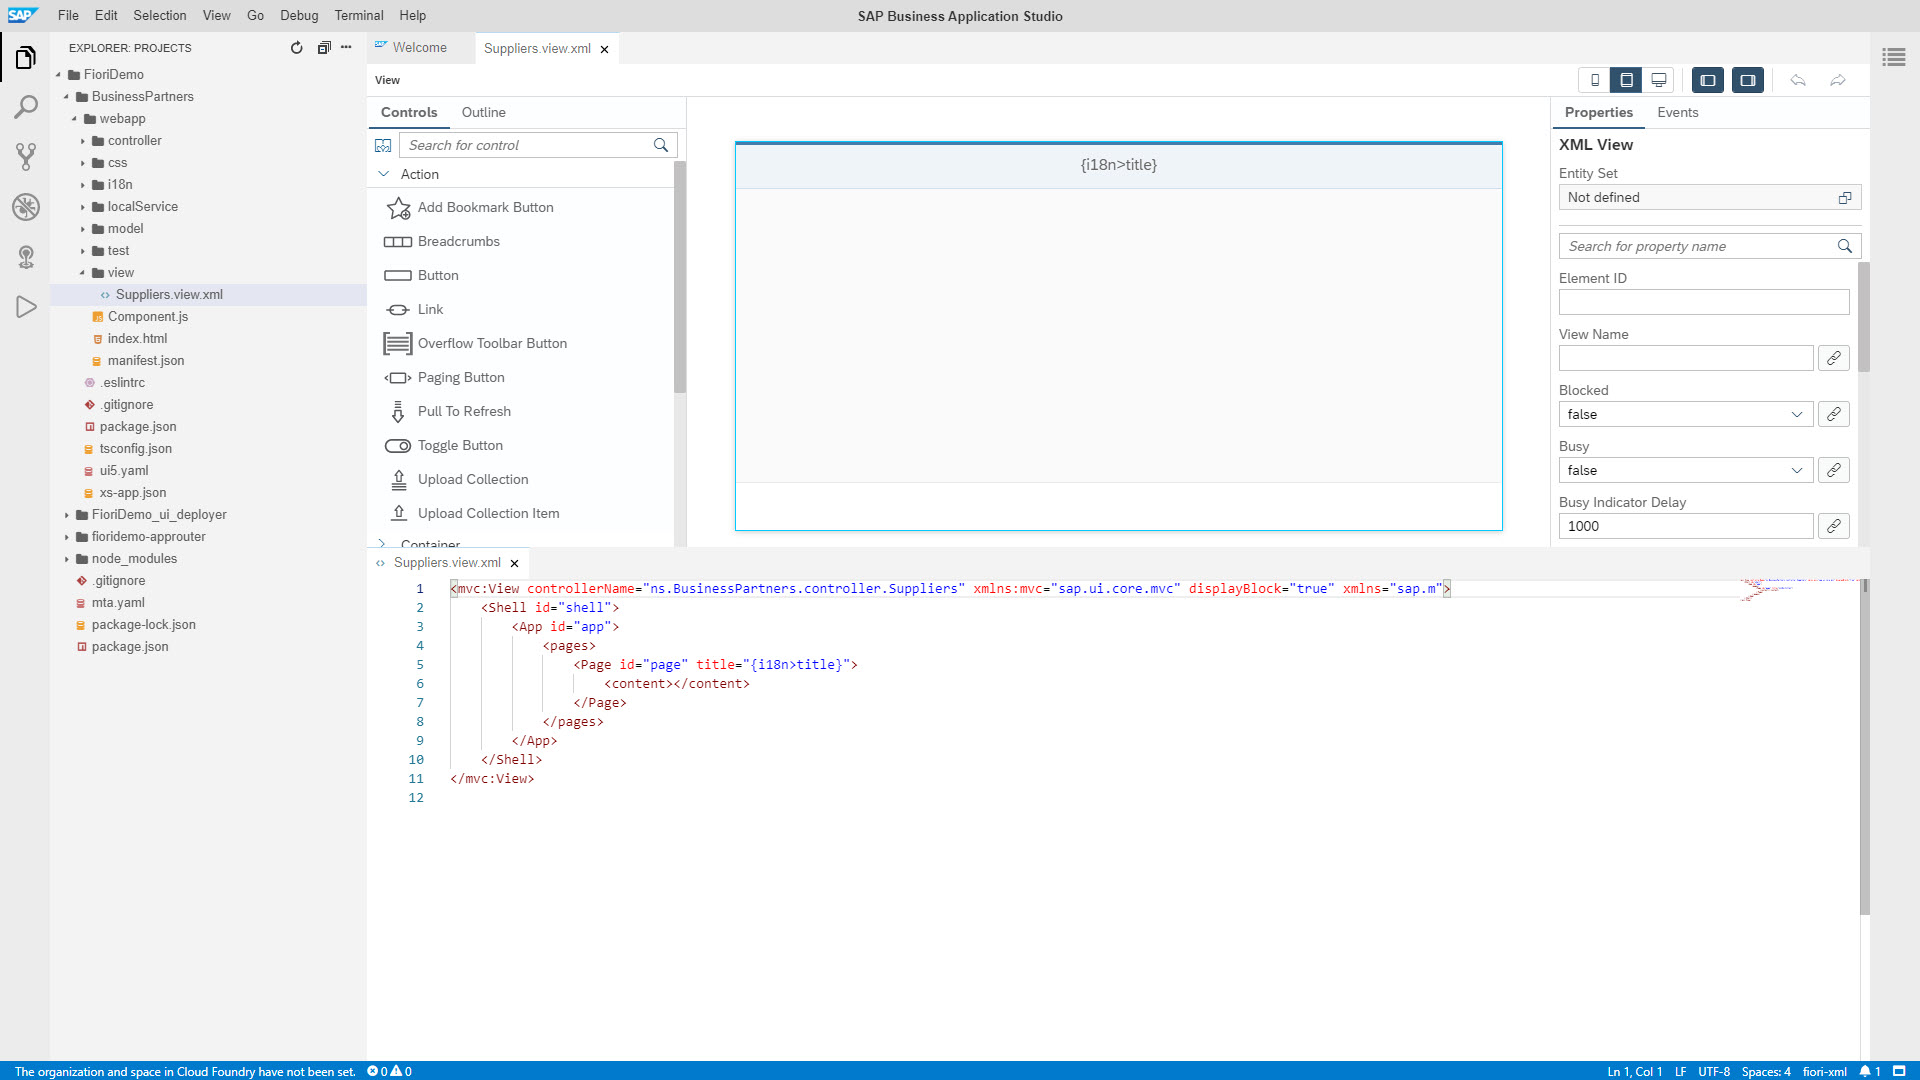 SAP File Edit Selection View Go Debug Terminal Help
SAP Business Application Studio
EXPLORER: PROJECTS
FioriDemo
BusinessPartners
webapp
controller
css
i18n
localService
model
test
view
Suppliers.view.xml
Component.js
index.html
manifest.json
.eslintrc
.gitignore
package.json
tsconfig.json
ui5.yaml
xs-app.json
FioriDemo_ui_deployer
fioridemo-approuter
node_modules
.gitignore
mta.yaml
package-lock.json
package.json
Welcome
Suppliers.view.xml
View
Controls Outline
Search for control
Action
Add Bookmark Button
Breadcrumbs
Button
Link
Overflow Toolbar Button
Paging Button
Pull To Refresh
Toggle Button
Upload Collection
Upload Collection Item
Container
{i18n>title}
Properties Events
XML View
Entity Set
Not defined
Search for property name
Element ID
View Name
Blocked
false
Busy
false
Busy Indicator Delay
1000
Suppliers.view.xml
1 <mvc:View controllerName="ns.BusinessPartners.controller.Suppliers" xmlns:mvc="sap.ui.core.mvc" displayBlock="true" xmlns="sap.m">
2 <Shell id="shell">
3 <App id="app">
4 <pages>
5 <Page id="page" title="{i18n>title}">
6 <content></content>
7 </Page>
8 </pages>
9 </App>
10 </Shell>
11 </mvc:View>
12
The organization and space in Cloud Foundry have not been set. 0 0
Ln 1, Col 1 LF UTF-8 Spaces: 4 fiori-xml 1